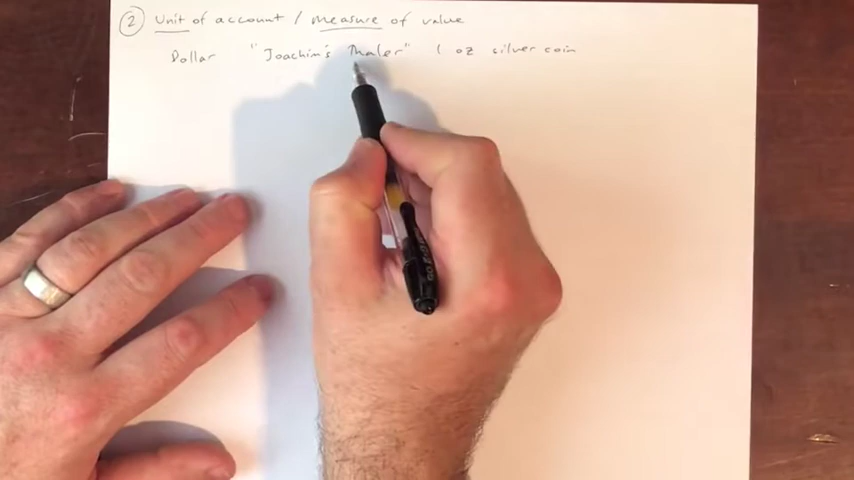 ② Unit of account / measure of value
Dollar "Joachim's Thaler" 1 oz silver coin